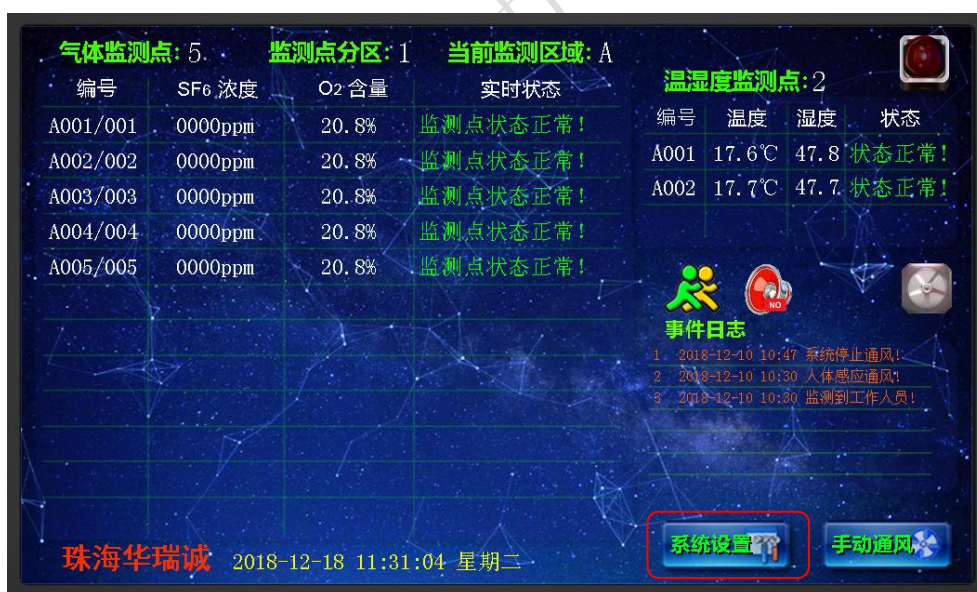 气体监测点: 5 监测点分区: 1 当前监测区域: A
编号 SF6 浓度 O2 含量 实时状态
A001/001 0000ppm 20.8% 监测点状态正常!
A002/002 0000ppm 20.8% 监测点状态正常!
A003/003 0000ppm 20.8% 监测点状态正常!
A004/004 0000ppm 20.8% 监测点状态正常!
A005/005 0000ppm 20.8% 监测点状态正常!
温湿度监测点:2
编号 温度 湿度 状态
A001 17.6℃ 47.8 状态正常!
A002 17.7℃ 47.7 状态正常!
NO
事件日志
1 2018-12-10 10:47 系统停止通风!
2 2018-12-10 10:30 人体感应通风!
3 2018-12-10 10:30 监测到工作人员!
系统设置 手动通风
珠海华瑞诚 2018-12-18 11:31:04 星期二